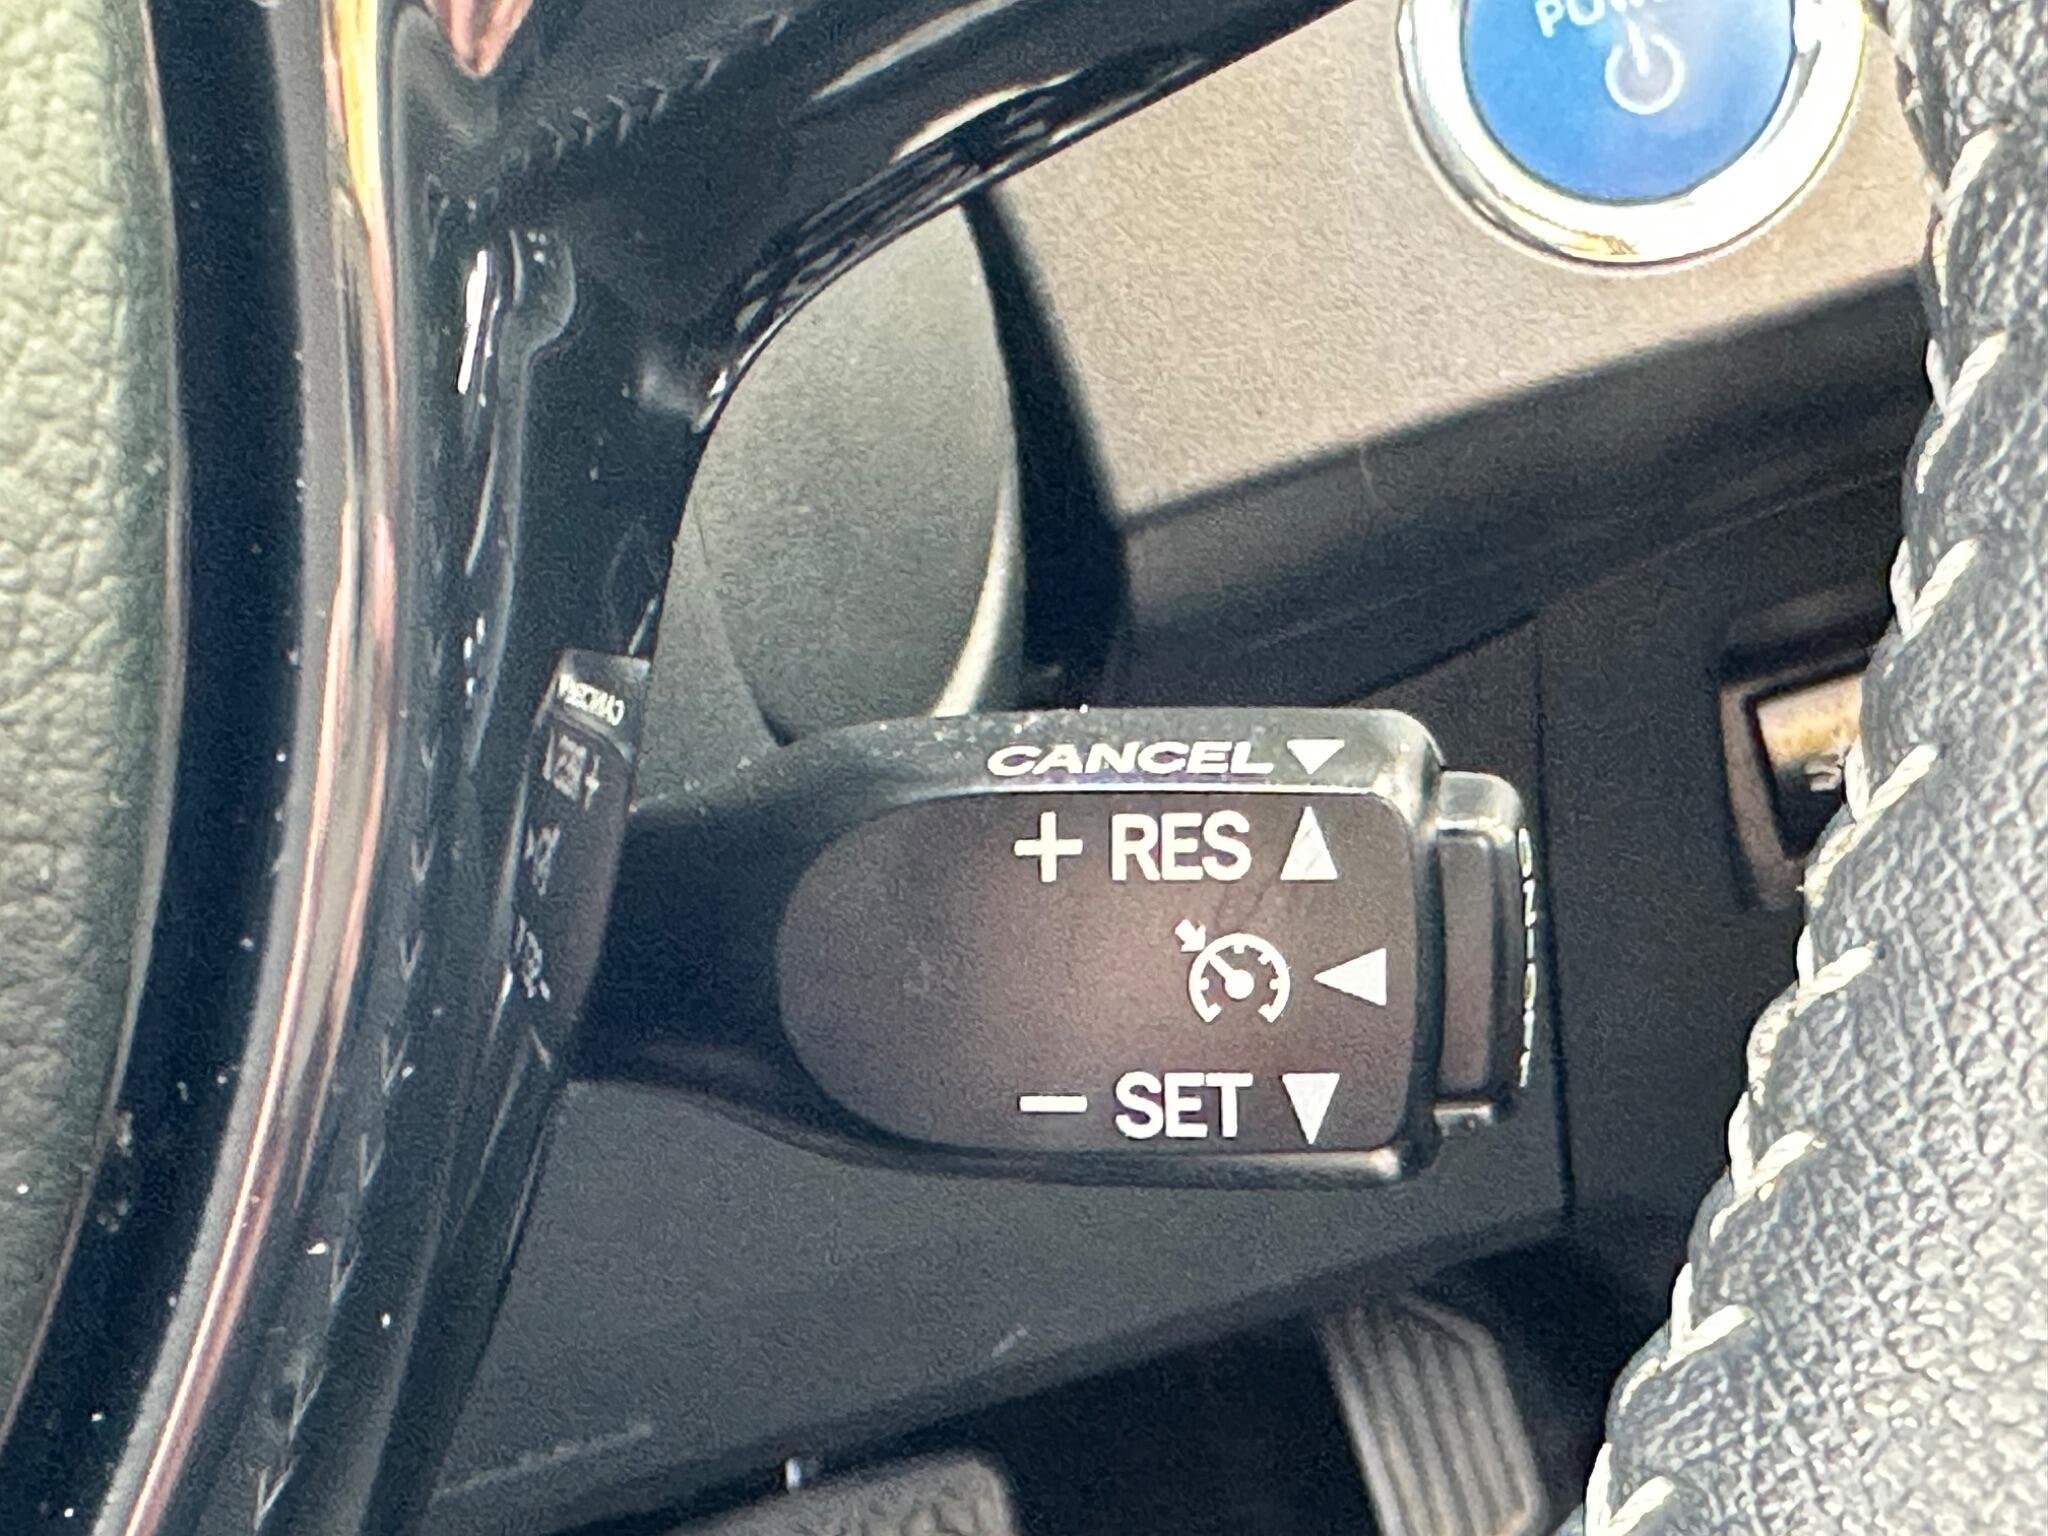 CANCEL
+ RES
- SET